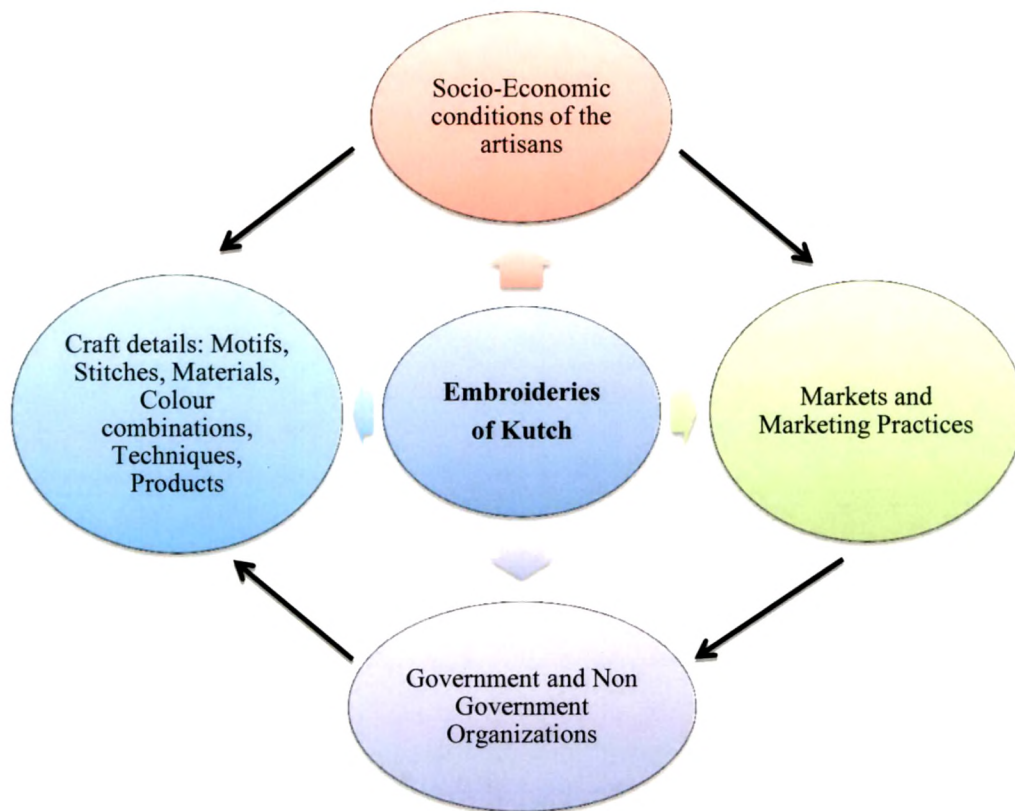 Socio-Economic
conditions of the
artisans
Craft details: Motifs,
Stitches, Materials,
Colour
combinations,
Techniques,
Products
Embroideries
of Kutch
Markets and
Marketing Practices
Government and Non
Government
Organizations